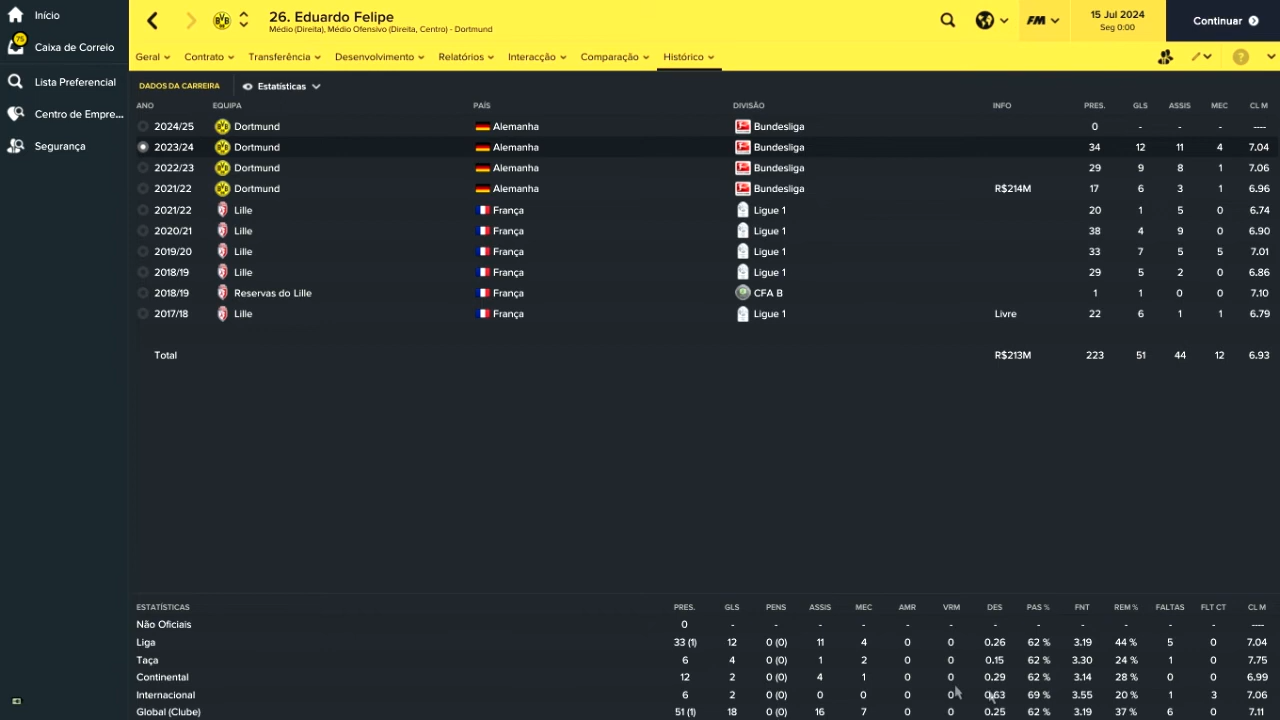 Início
75
Caixa de Correio
Lista Preferencial
Centro de Empre...
Segurança
26. Eduardo Felipe
Médio (Direita), Médio Ofensivo (Direita, Centro) - Dortmund
FM
15 Jul 2024
Seg 0:00
Continuar
Geral Contrato Transferência Desenvolvimento Relatórios Interacção Comparação Histórico
DADOS DA CARREIRA Estatísticas
ANO EQUIPA PAÍS DIVISÃO INFO PRES. GLS ASSIS MEC CL M
2024/25 Dortmund Alemanha Bundesliga 0 - - - ----
2023/24 Dortmund Alemanha Bundesliga 34 12 11 4 7.04
2022/23 Dortmund Alemanha Bundesliga 29 9 8 1 7.06
2021/22 Dortmund Alemanha Bundesliga R$214M 17 6 3 1 6.99
2021/22 Lille França Ligue 1 20 1 5 0 6.74
2020/21 Lille França Ligue 1 38 4 9 0 6.90
2019/20 Lille França Ligue 1 33 7 5 5 7.01
2018/19 Lille França Ligue 1 29 5 2 0 6.86
2018/19 Reservas do Lille França CFA B 1 1 0 0 7.10
2017/18 Lille França Ligue 1 Livre 22 6 1 1 6.79
Total R$213M 223 51 44 12 6.93
ESTATÍSTICAS PRES. GLS PENS ASSIS MEC AMR VRM DES PAS % FNT REM % FALTAS FLT CT CL M
Não Oficiais 0 - - - - - - - - - - - - ----
Liga 33 (1) 12 0 (0) 11 4 0 0 0.26 62 % 3.19 44 % 5 0 7.04
Taça 6 4 0 (0) 1 2 0 0 0.15 62 % 3.30 24 % 1 0 7.75
Continental 12 2 0 (0) 4 1 0 0 0.29 62 % 3.14 28 % 0 0 6.99
Internacional 6 2 0 (0) 0 0 0 0 0.63 69 % 3.55 20 % 1 3 7.06
Global (Clube) 51 (1) 18 0 (0) 16 7 0 0 0.25 62 % 3.19 37 % 6 0 7.11